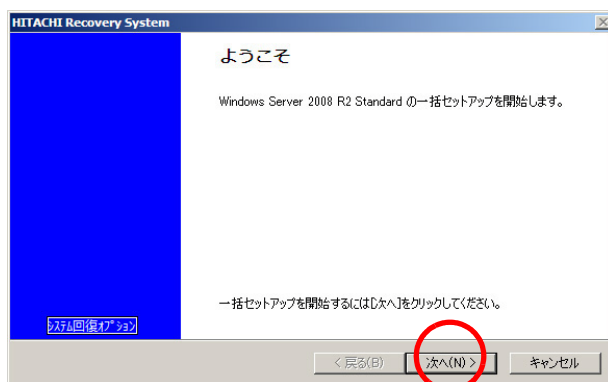 HITACHI Recovery System
ようこそ
Windows Server 2008 R2 Standard の一括セットアップを開始します。
一括セットアップを開始するには[次へ]をクリックしてください。
システム回復オプション
< 戻る(B)
次へ(N) >
キャンセル